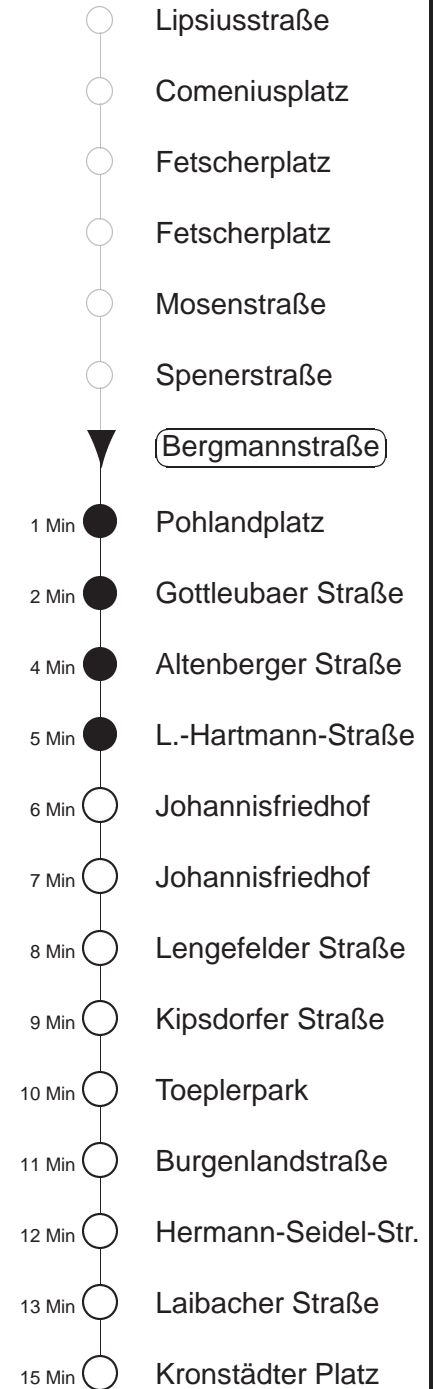 Lipsiusstraße
Comeniusplatz
Fetscherplatz
Fetscherplatz
Mosenstraße
Spenerstraße
Bergmannstraße
1 Min Pohlandplatz
2 Min Gottleubaer Straße
4 Min Altenberger Straße
5 Min L.-Hartmann-Straße
6 Min Johannisfriedhof
7 Min Johannisfriedhof
8 Min Lengefelder Straße
9 Min Kipsdorfer Straße
10 Min Toeplerpark
11 Min Burgenlandstraße
12 Min Hermann-Seidel-Str.
13 Min Laibacher Straße
15 Min Kronstädter Platz